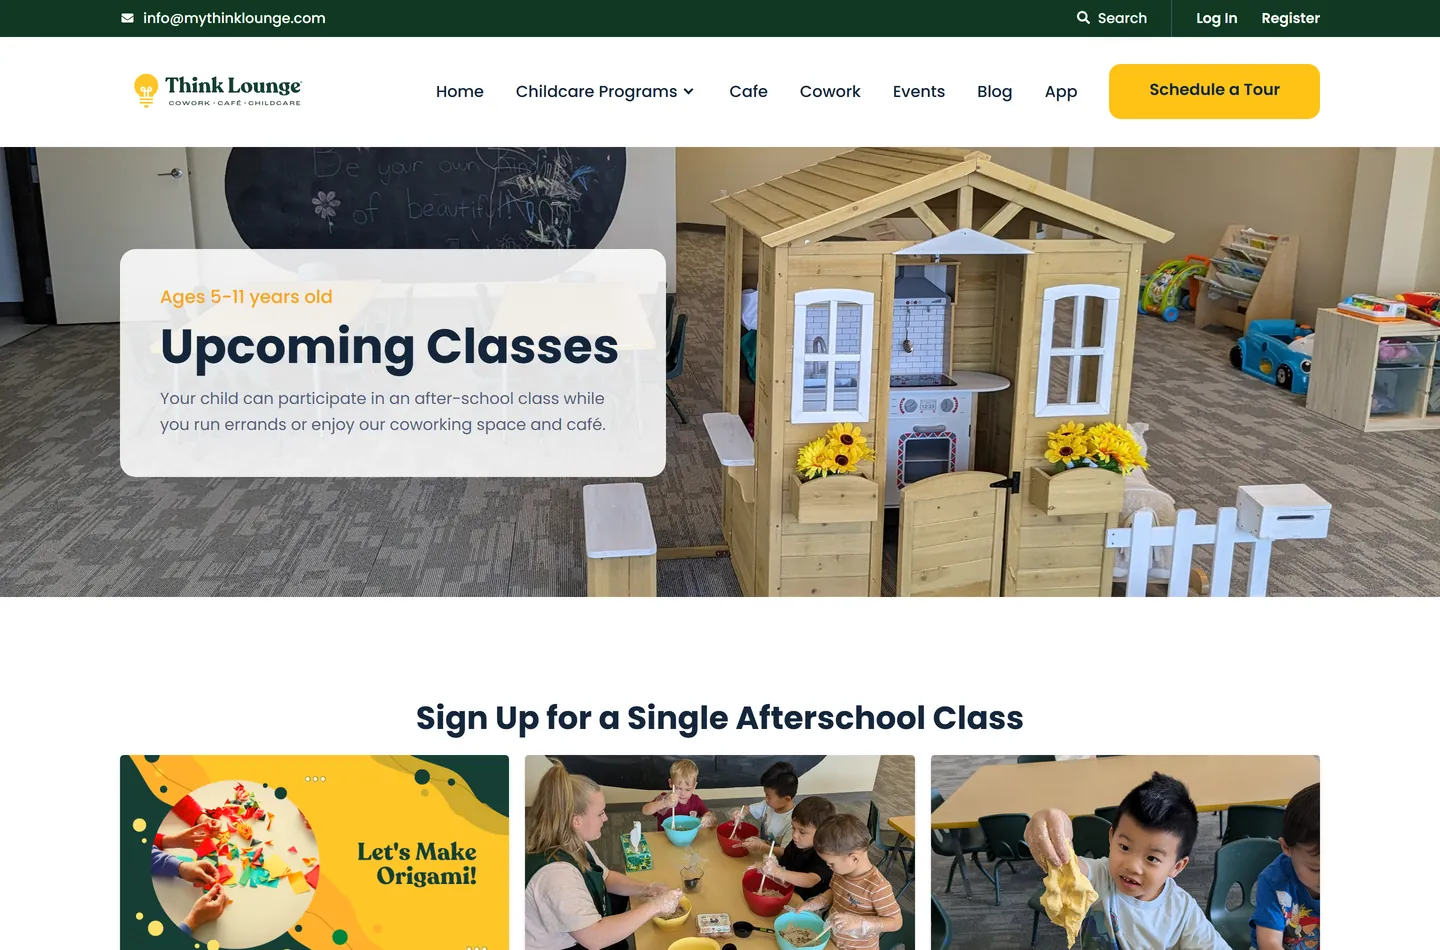 info@mythinklounge.com
Search
Log In
Register
Think Lounge
COWORK · CAFÉ · CHILDCARE
Home
Childcare Programs
Cafe
Cowork
Events
Blog
App
Schedule a Tour
Be your own
of beautiful!
Ages 5-11 years old
Upcoming Classes
Your child can participate in an after-school class while
you run errands or enjoy our coworking space and café.
Sign Up for a Single Afterschool Class
Let's Make
Origami!